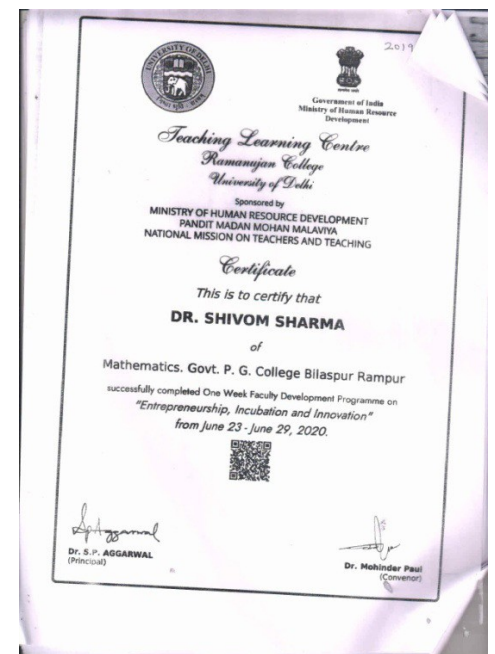 2019
UNIVERSITY OF DELHI
Government of India
Ministry of Human Resource
Development
Teaching Learning Centre
Ramanujan College
University of Delhi
Sponsored by
MINISTRY OF HUMAN RESOURCE DEVELOPMENT
PANDIT MADAN MOHAN MALAVIYA
NATIONAL MISSION ON TEACHERS AND TEACHING
Certificate
This is to certify that
DR. SHIVOM SHARMA
of
Mathematics. Govt. P. G. College Bilaspur Rampur
successfully completed One Week Faculty Development Programme on
"Entrepreneurship, Incubation and Innovation"
from June 23 - June 29, 2020.
Dr. S.P. AGGARWAL
(Principal)
Dr. Mohinder Paul
(Convenor)